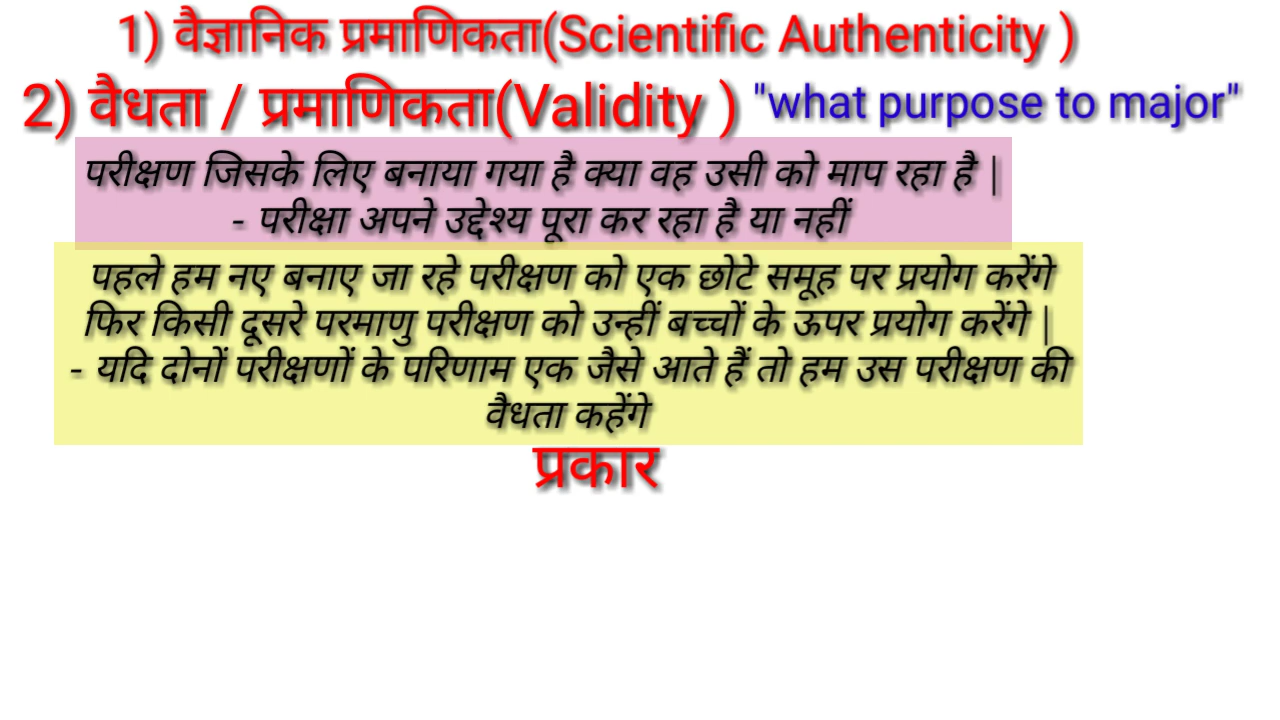 1) वैज्ञानिक प्रमाणिकता(Scientific Authenticity )
2) वैधता / प्रमाणिकता(Validity ) "what purpose to major"
परीक्षण जिसके लिए बनाया गया है क्या वह उसी को माप रहा है |
- परीक्षा अपने उद्देश्य पूरा कर रहा है या नहीं
पहले हम नए बनाए जा रहे परीक्षण को एक छोटे समूह पर प्रयोग करेंगे
फिर किसी दूसरे परमाणु परीक्षण को उन्हीं बच्चों के ऊपर प्रयोग करेंगे |
- यदि दोनों परीक्षणों के परिणाम एक जैसे आते हैं तो हम उस परीक्षण की
वैधता कहेंगे
प्रकार